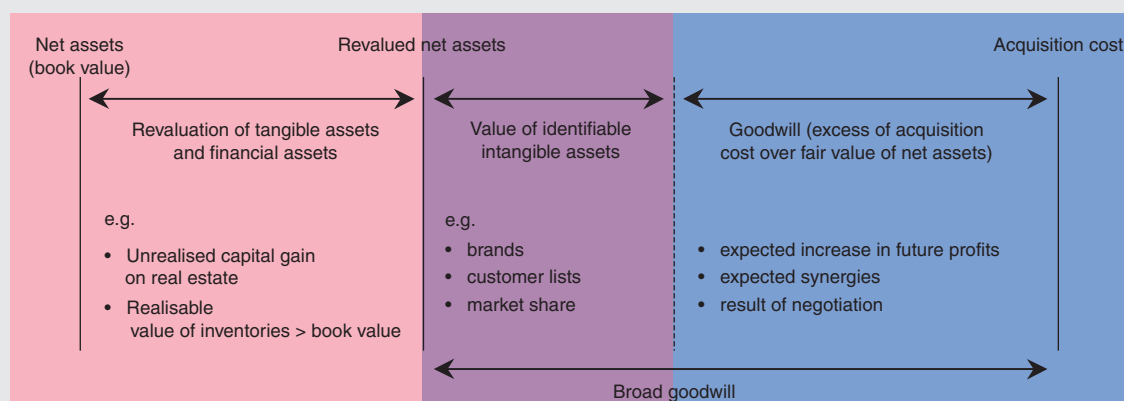 Net assets
(book value)
Revalued net assets
Acquisition cost
Revaluation of tangible assets
and financial assets
Value of identifiable
intangible assets
Goodwill (excess of acquisition
cost over fair value of net assets)
e.g.
• Unrealised capital gain
on real estate
• Realisable
value of inventories > book value
e.g.
• brands
• customer lists
• market share
• expected increase in future profits
• expected synergies
• result of negotiation
Broad goodwill